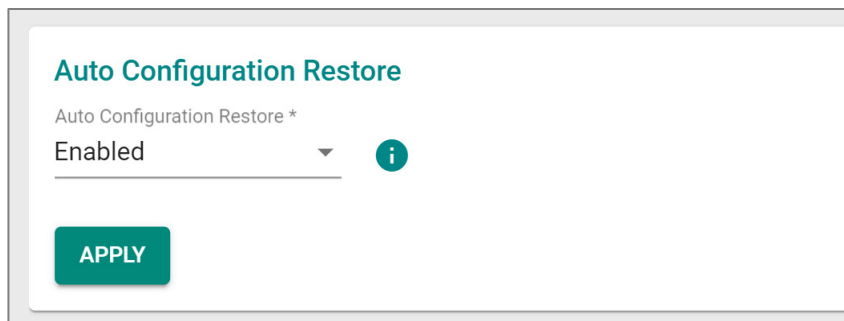 Auto Configuration Restore
Auto Configuration Restore *
Enabled
i
APPLY